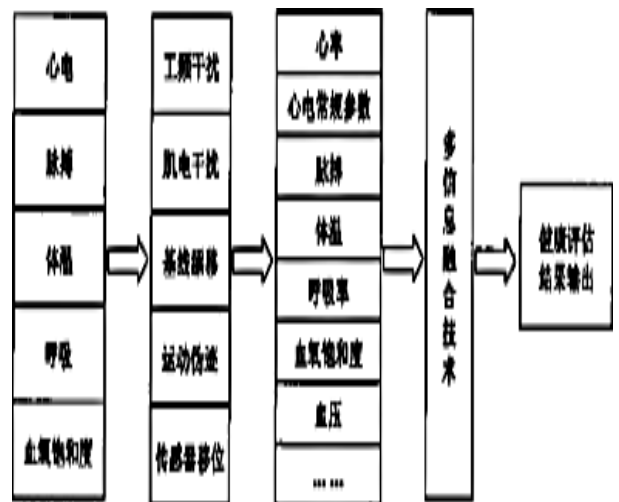 心电
脉搏
体温
呼吸
血氧饱和度
工频干扰
肌电干扰
基线漂移
运动伪迹
传感器移位
心率
心电常规参数
脉搏
体温
呼吸率
血氧饱和度
血压
……
多信息融合技术
健康评估
结果输出